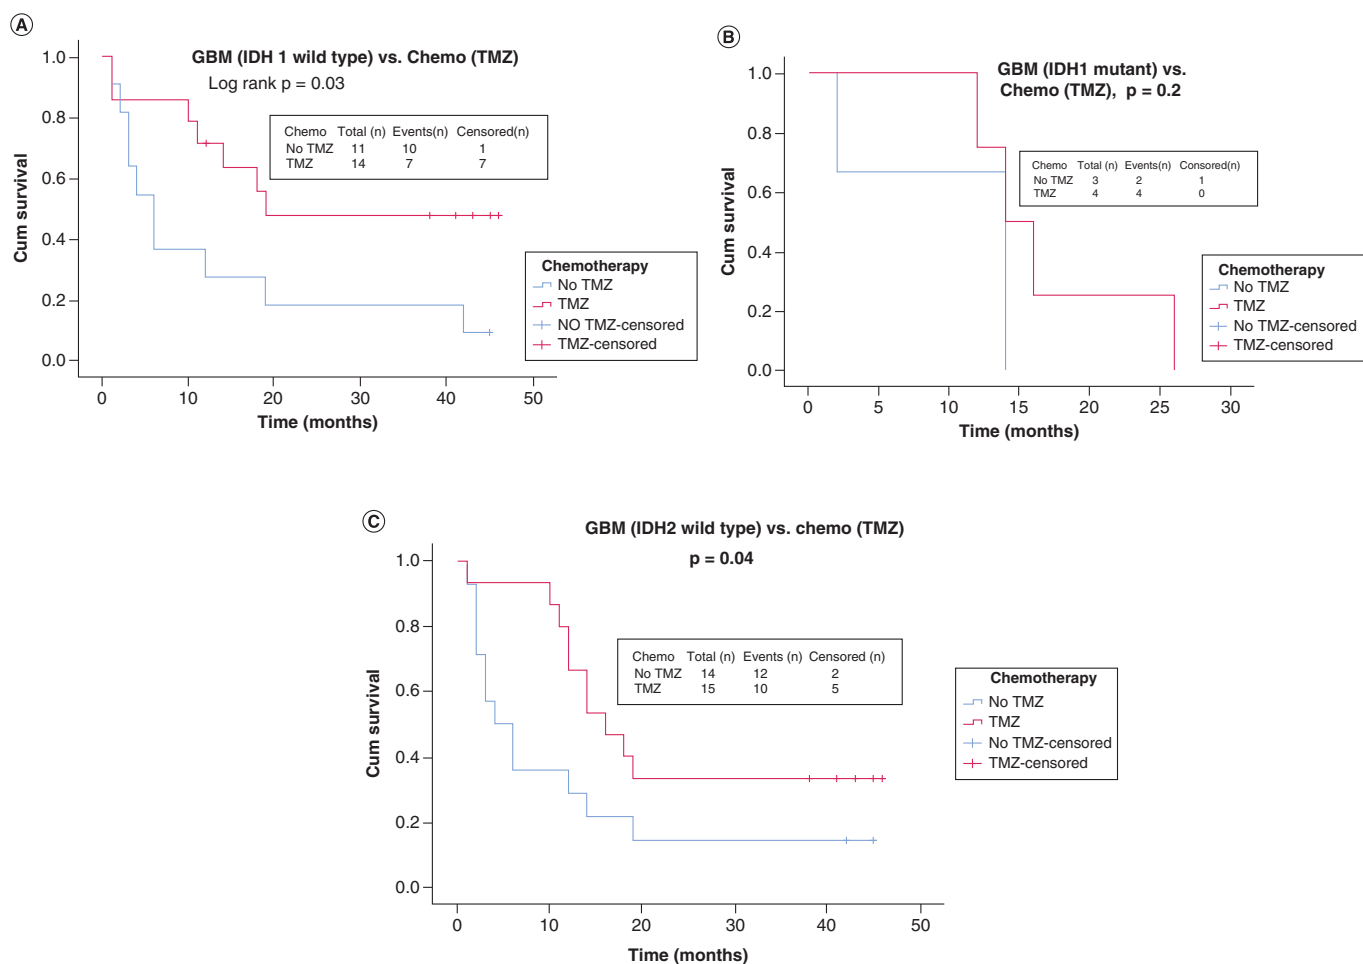 A
GBM (IDH 1 wild type) vs. Chemo (TMZ)
Log rank p = 0.03
Chemo Total (n) Events(n) Censored(n)
No TMZ 11 10 1
TMZ 14 7 7
Cum survival
1.0
0.8
0.6
0.4
0.2
0.0
Chemotherapy
No TMZ
TMZ
NO TMZ-censored
TMZ-censored
0 10 20 30 40 50
Time (months)
B
GBM (IDH1 mutant) vs.
Chemo (TMZ), p = 0.2
Chemo Total (n) Events(n) Consored(n)
No TMZ 3 2 1
TMZ 4 4 0
Cum survival
1.0
0.8
0.6
0.4
0.2
0.0
Chemotherapy
No TMZ
TMZ
No TMZ-censored
TMZ-censored
0 5 10 15 20 25 30
Time (months)
C
GBM (IDH2 wild type) vs. chemo (TMZ)
p = 0.04
Chemo Total (n) Events (n) Censored (n)
No TMZ 14 12 2
TMZ 15 10 5
Cum survival
1.0
0.8
0.6
0.4
0.2
0.0
Chemotherapy
No TMZ
TMZ
No TMZ-censored
TMZ-censored
0 10 20 30 40 50
Time (months)